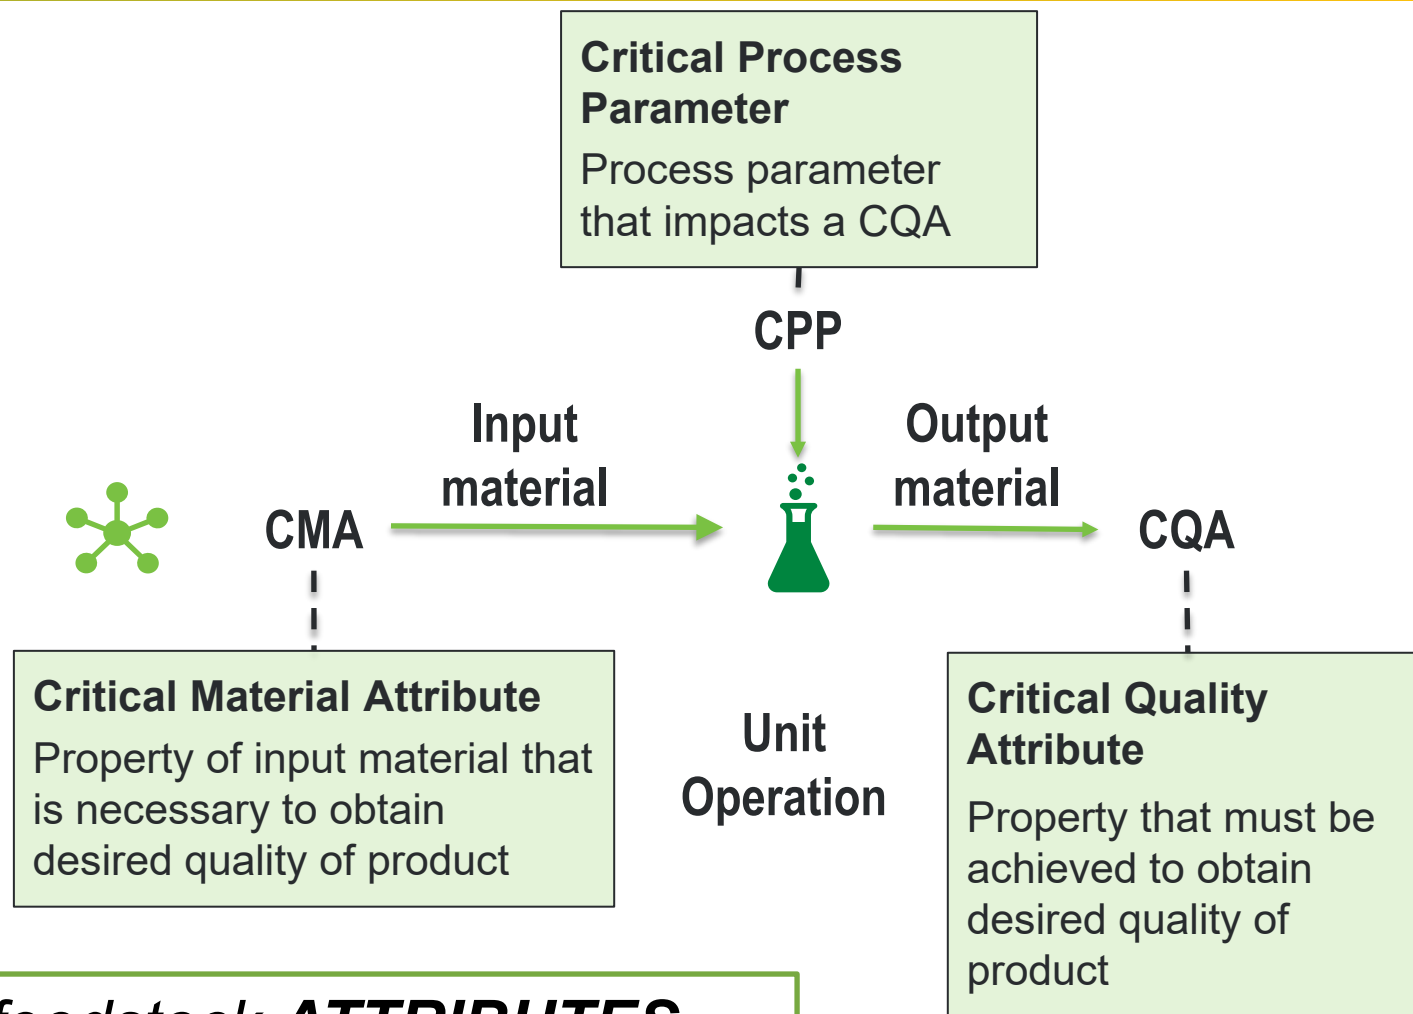 Critical Process
Parameter
Process parameter
that impacts a CQA
CPP
Input
material
Output
material
CMA
CQA
Critical Material Attribute
Property of input material that
is necessary to obtain
desired quality of product
Unit
Operation
Critical Quality
Attribute
Property that must be
achieved to obtain
desired quality of
product
feedstock ATTRIBUTES